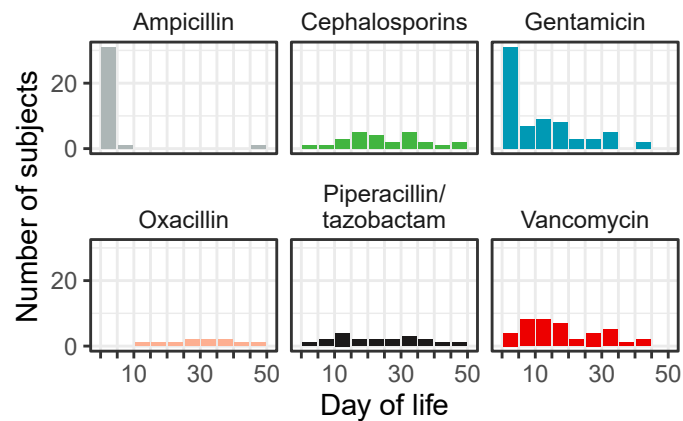 Ampicillin
Cephalosporins
Gentamicin
20
0
Number of subjects
Oxacillin
Piperacillin/
tazobactam
Vancomycin
20
0
10 30 50 10 30 50 10 30 50
Day of life